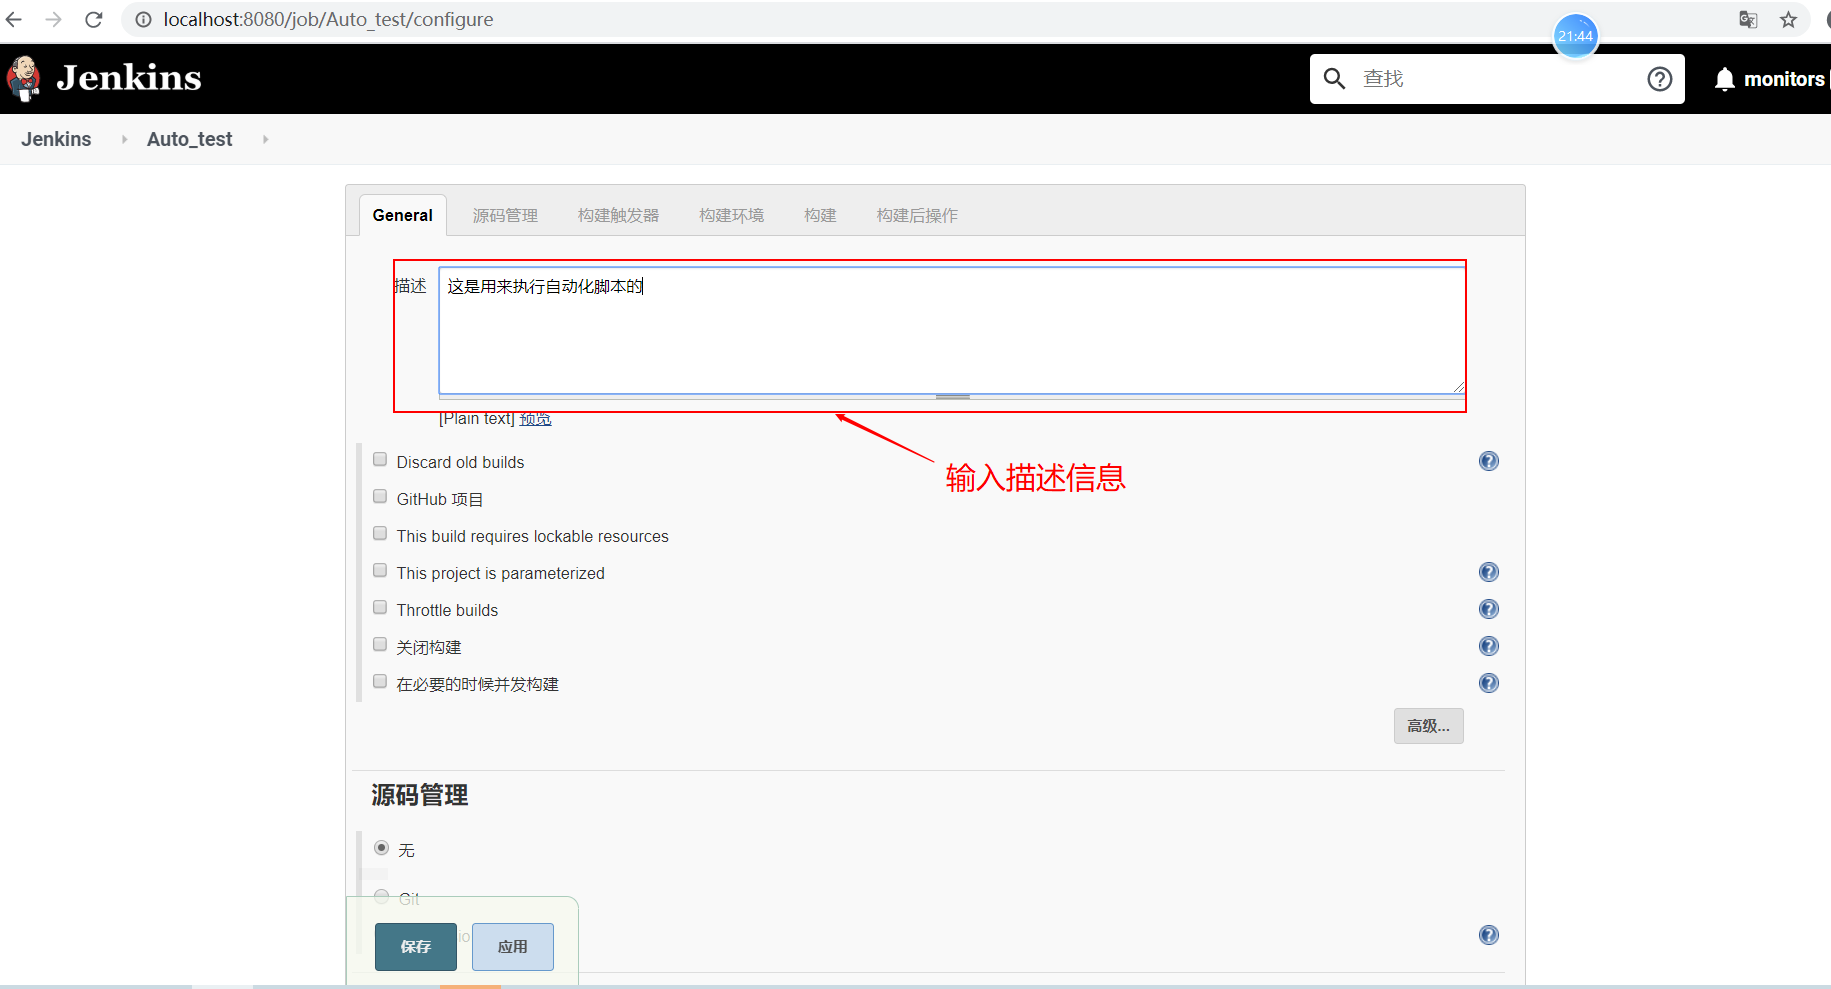 localhost:8080/job/Auto_test/configure
21:44
Jenkins
查找
monitors
Jenkins
Auto_test
General
源码管理
构建触发器
构建环境
构建
构建后操作
描述
这是用来执行自动化脚本的
[Plain text] 预览
输入描述信息
Discard old builds
GitHub 项目
This build requires lockable resources
This project is parameterized
Throttle builds
关闭构建
在必要的时候并发构建
高级...
源码管理
无
Git
保存
应用